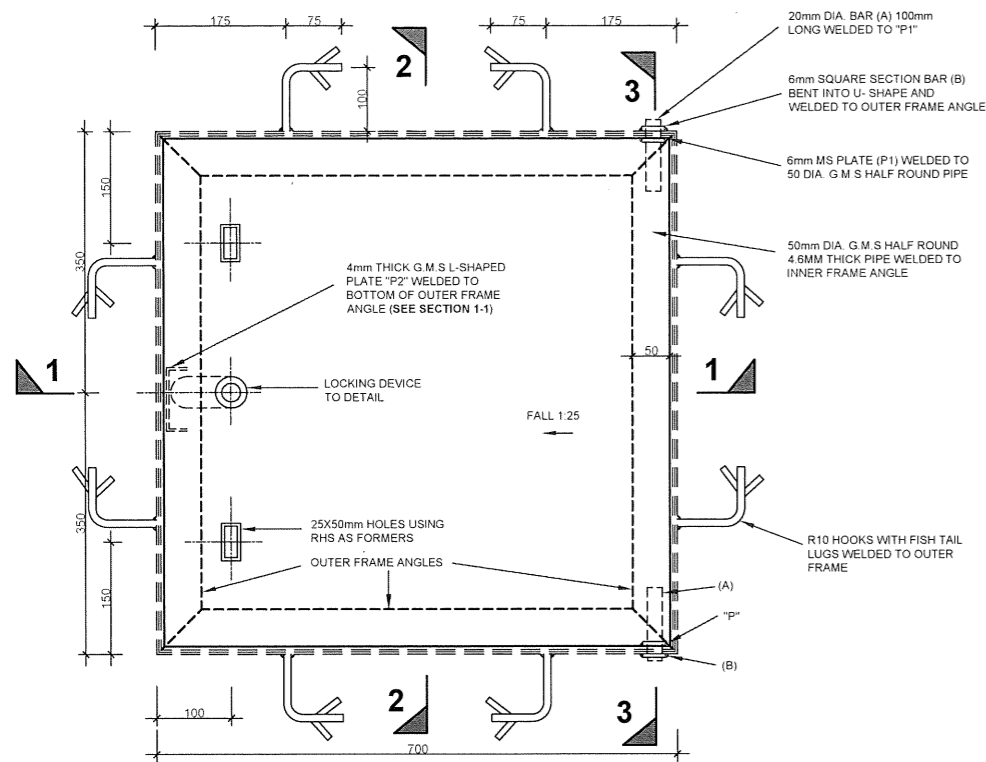 175
75
75
175
20mm DIA. BAR (A) 100mm
LONG WELDED TO "P1"
2
3
100
6mm SQUARE SECTION BAR (B)
BENT INTO U- SHAPE AND
WELDED TO OUTER FRAME ANGLE
6mm MS PLATE (P1) WELDED TO
50 DIA. G M S HALF ROUND PIPE
150
350
50mm DIA. G.M.S HALF ROUND
4.6MM THICK PIPE WELDED TO
INNER FRAME ANGLE
4mm THICK G.M.S L-SHAPED
PLATE "P2" WELDED TO
BOTTOM OF OUTER FRAME
ANGLE (SEE SECTION 1-1)
50
1
1
LOCKING DEVICE
TO DETAIL
FALL 1:25
350
150
25X50mm HOLES USING
RHS AS FORMERS
OUTER FRAME ANGLES
R10 HOOKS WITH FISH TAIL
LUGS WELDED TO OUTER
FRAME
(A)
"P"
(B)
100
2
3
700